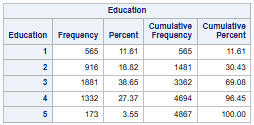 Education
Education Frequency Percent Cumulative Frequency Cumulative Percent
1 565 11.61 565 11.61
2 916 18.82 1481 30.43
3 1881 38.65 3362 69.08
4 1332 27.37 4694 96.45
5 173 3.55 4867 100.00